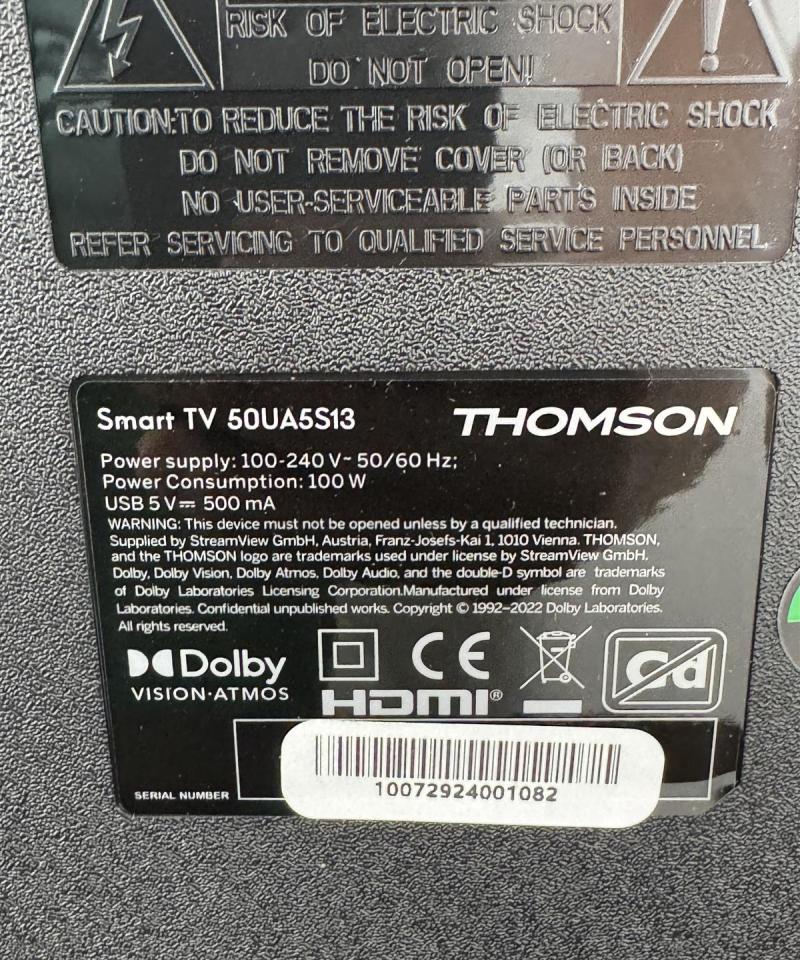 RISK OF ELECTRIC SHOCK
DO NOT OPEN!
CAUTION:TO REDUCE THE RISK OF ELECTRIC SHOCK
DO NOT REMOVE COVER (OR BACK)
NO USER-SERVICEABLE PARTS INSIDE
REFER SERVICING TO QUALIFIED SERVICE PERSONNEL
Smart TV 50UA5S13 THOMSON
Power supply: 100-240 V~ 50/60 Hz;
Power Consumption: 100 W
USB 5 V⎓ 500 mA
WARNING: This device must not be opened unless by a qualified technician.
Supplied by StreamView GmbH, Austria, Franz-Josefs-Kai 1, 1010 Vienna. THOMSON,
and the THOMSON logo are trademarks used under license by StreamView GmbH.
Dolby, Dolby Vision, Dolby Atmos, Dolby Audio, and the double-D symbol are trademarks
of Dolby Laboratories Licensing Corporation.Manufactured under license from Dolby
Laboratories. Confidential unpublished works. Copyright © 1992–2022 Dolby Laboratories.
All rights reserved.
Dolby
VISION·ATMOS
CE
Cd
HDMI®
SERIAL NUMBER
10072924001082